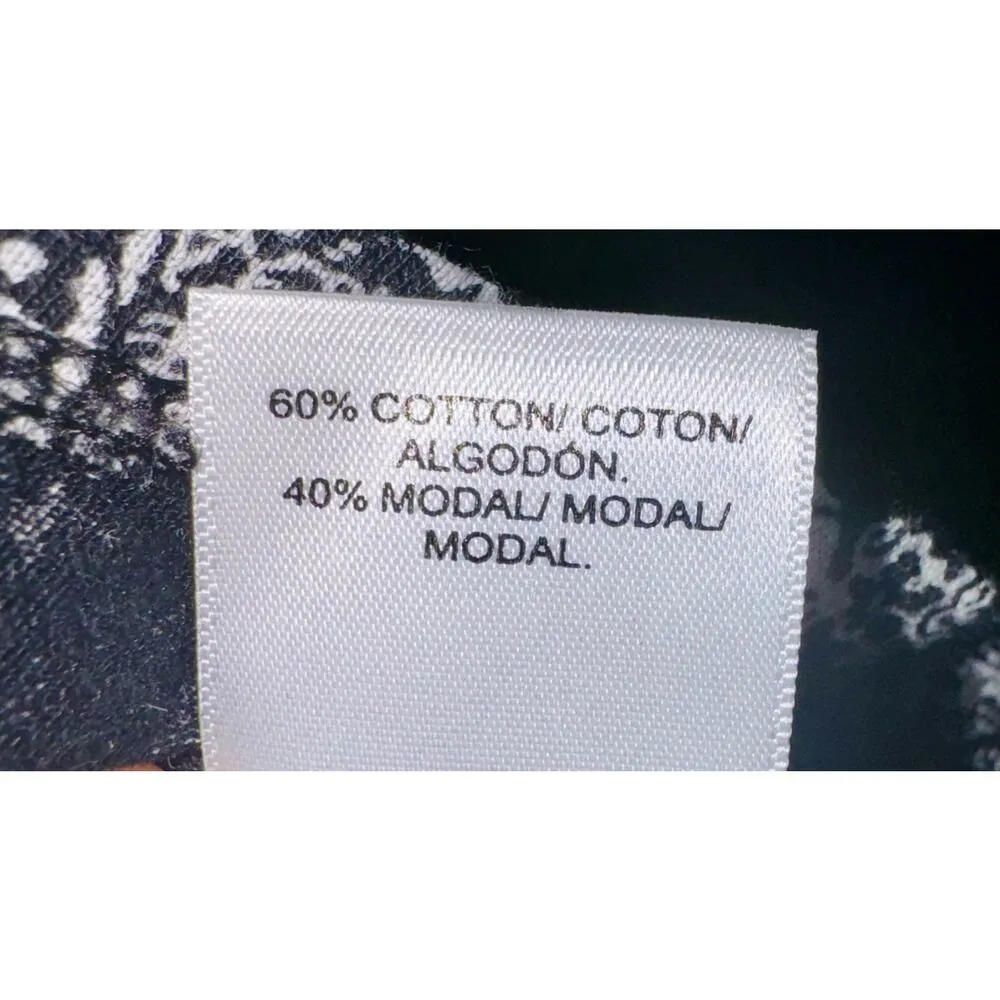 60% COTTON/ COTON/
ALGODÓN.
40% MODAL/ MODAL/
MODAL.